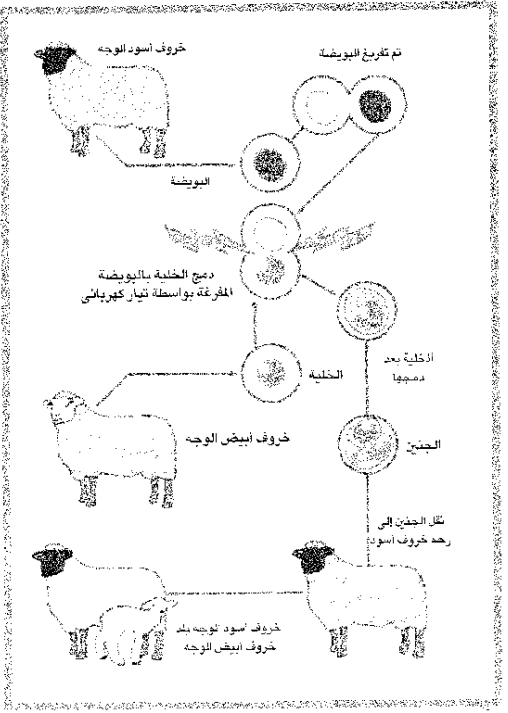 خروف أسود الوجه
تم تفريغ البويضة
البويضة
دمج الخلية بالبويضة
المفرغة بواسطة تيار كهربائى
الخلية بعد
دمجها
الخلية
خروف أبيض الوجه
الجنين
نقل الجنين إلى
رحم خروف أسود
خروف أسود الوجه يلد
خروف أبيض الوجه